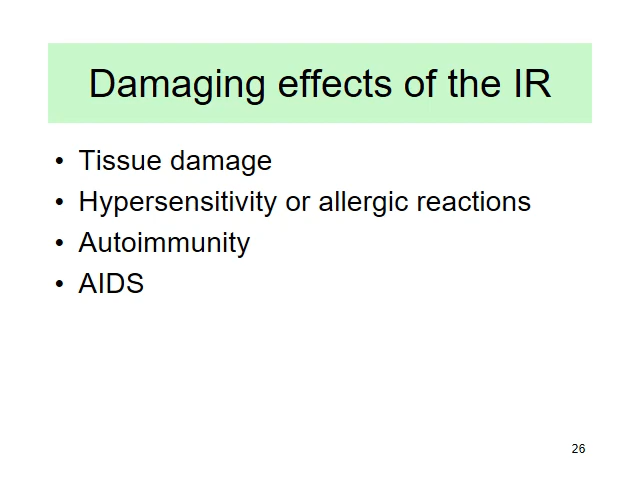 Damaging effects of the IR
• Tissue damage
• Hypersensitivity or allergic reactions
• Autoimmunity
• AIDS
26